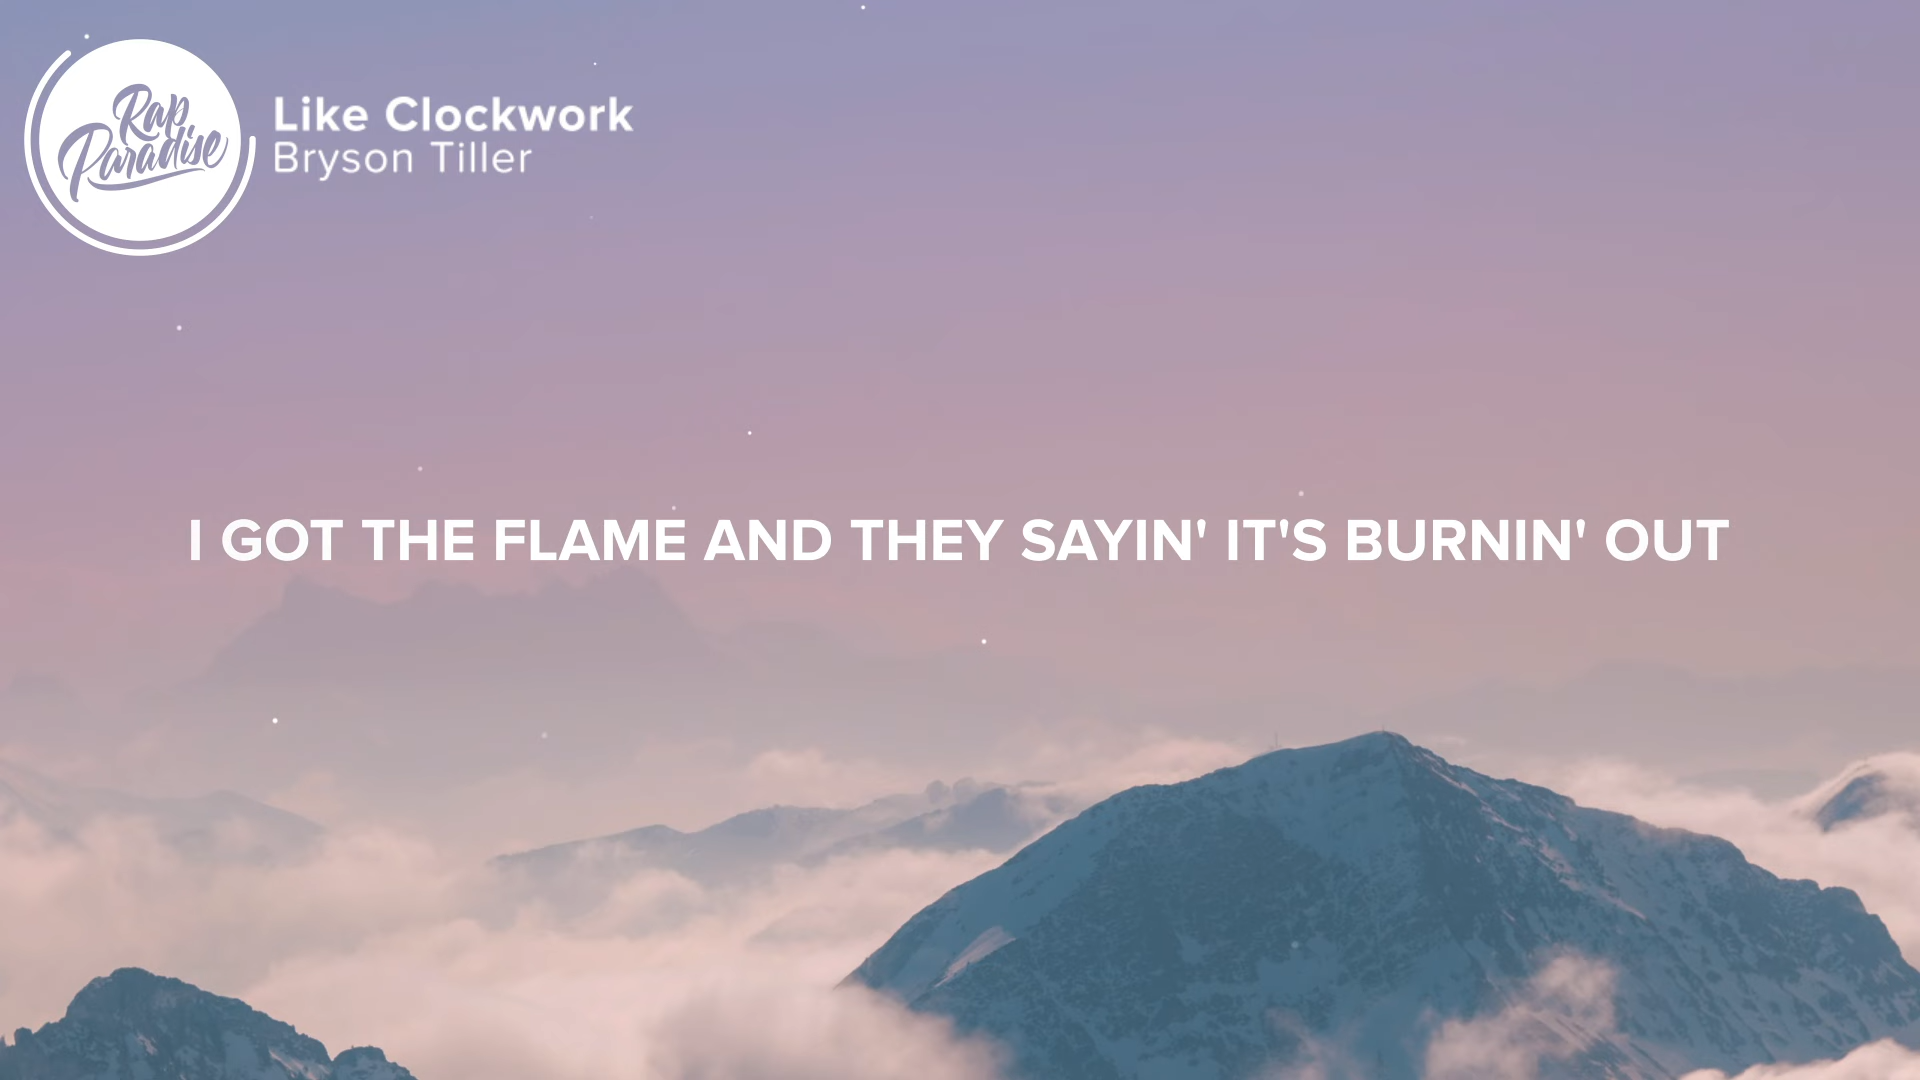 Rap
Paradise
Like Clockwork
Bryson Tiller
I GOT THE FLAME AND THEY SAYIN' IT'S BURNIN' OUT